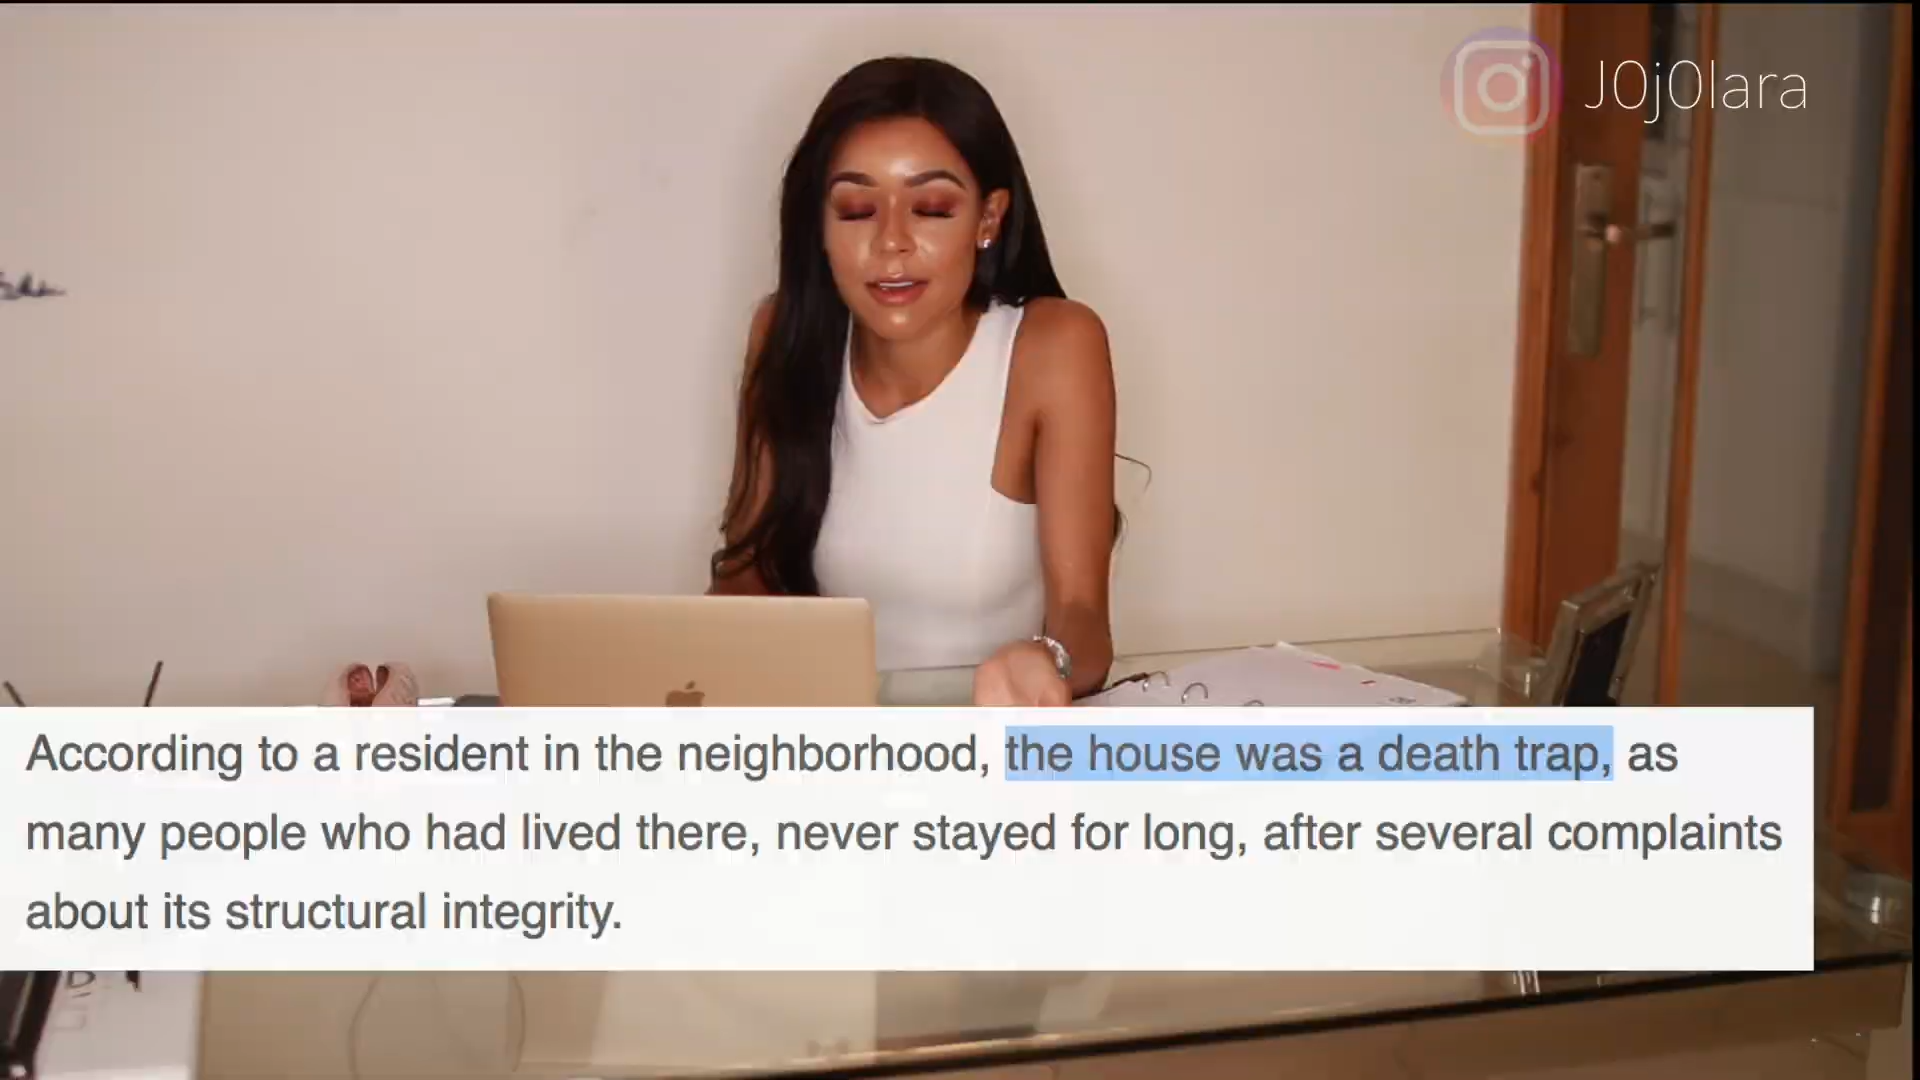 J0j0lara
According to a resident in the neighborhood, the house was a death trap, as
many people who had lived there, never stayed for long, after several complaints
about its structural integrity.